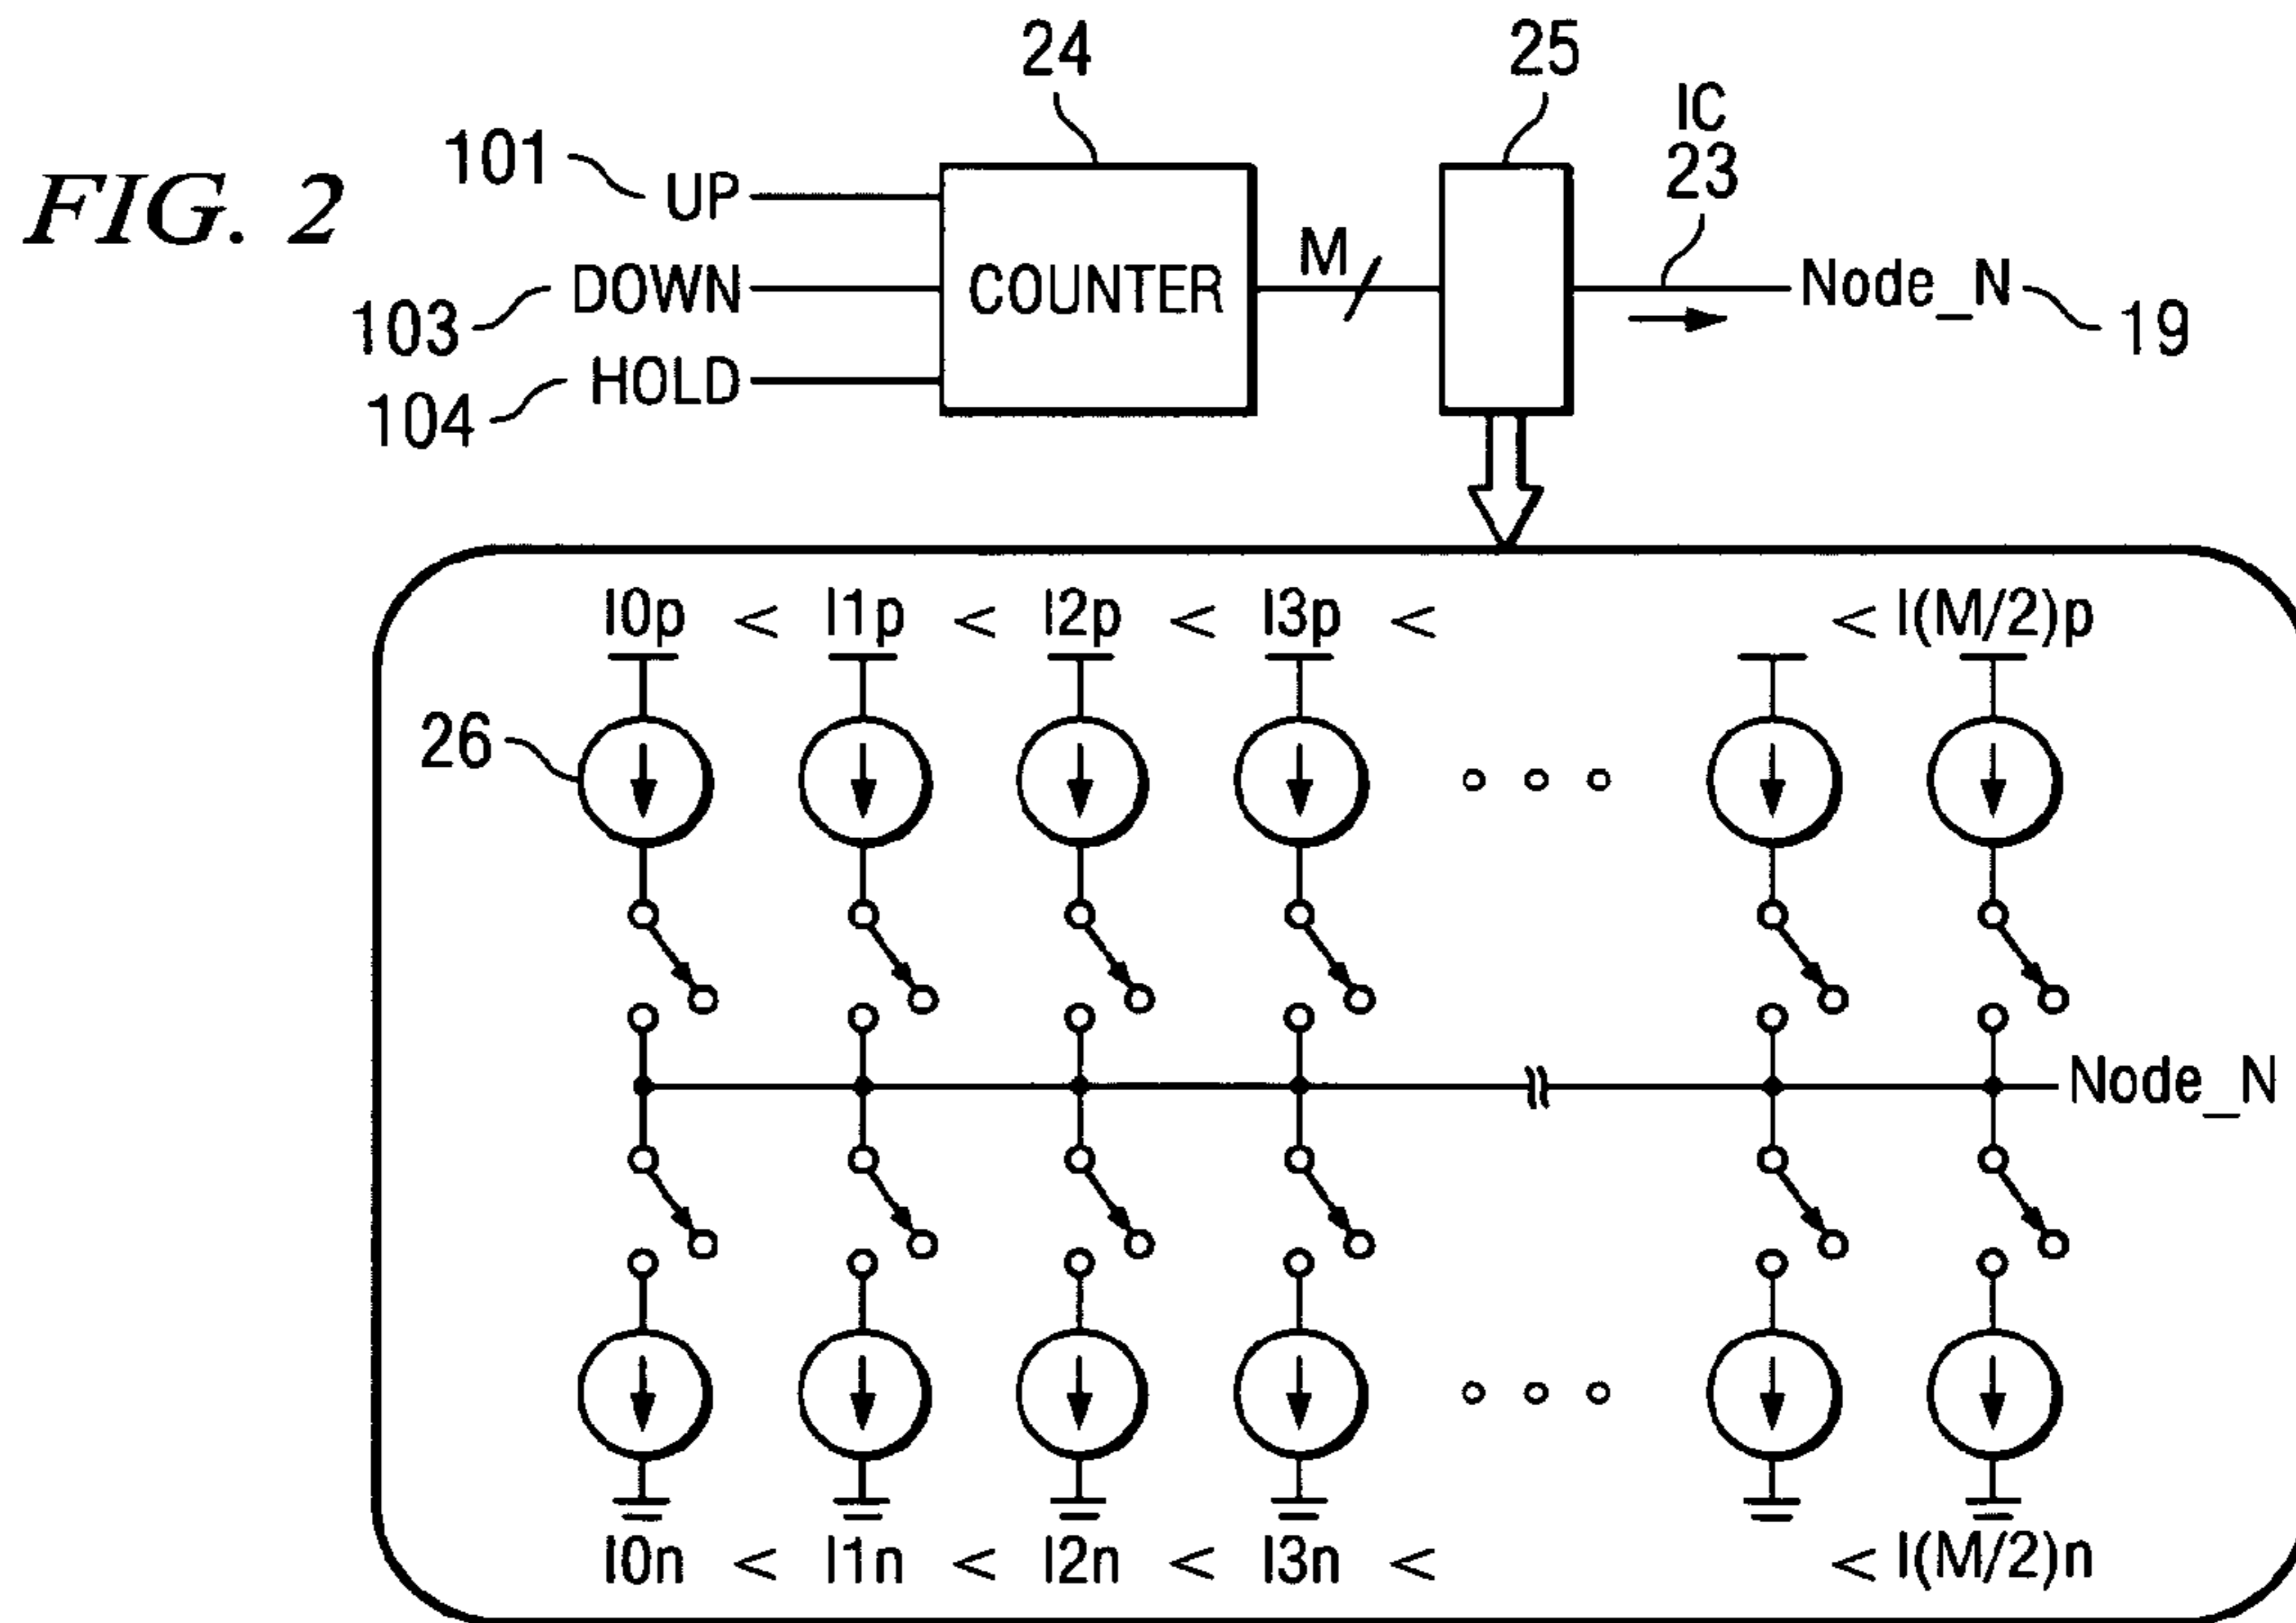 FIG. 2
24
25
IC
23
101
UP
COUNTER
M
Node_N
19
103
DOWN
104
HOLD
I0p < I1p < I2p < I3p < < I(M/2)p
26
Node_N
I0n < I1n < I2n < I3n < < I(M/2)n